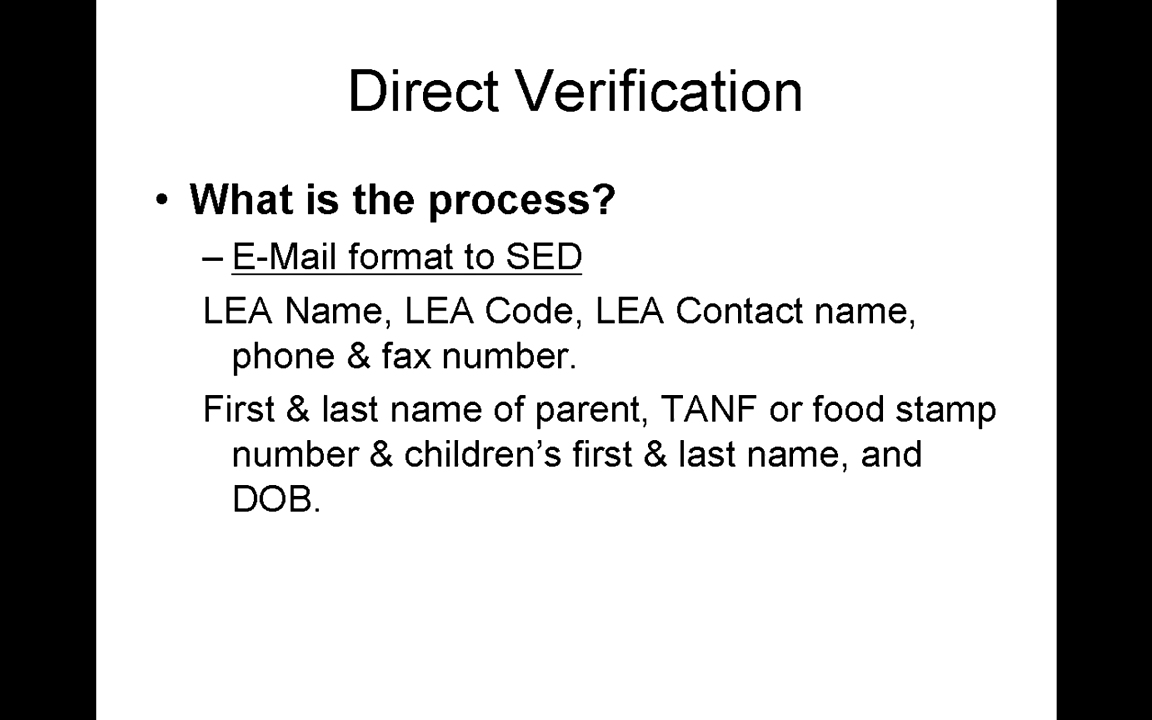 Direct Verification
• What is the process?
– E-Mail format to SED
LEA Name, LEA Code, LEA Contact name,
phone & fax number.
First & last name of parent, TANF or food stamp
number & children’s first & last name, and
DOB.